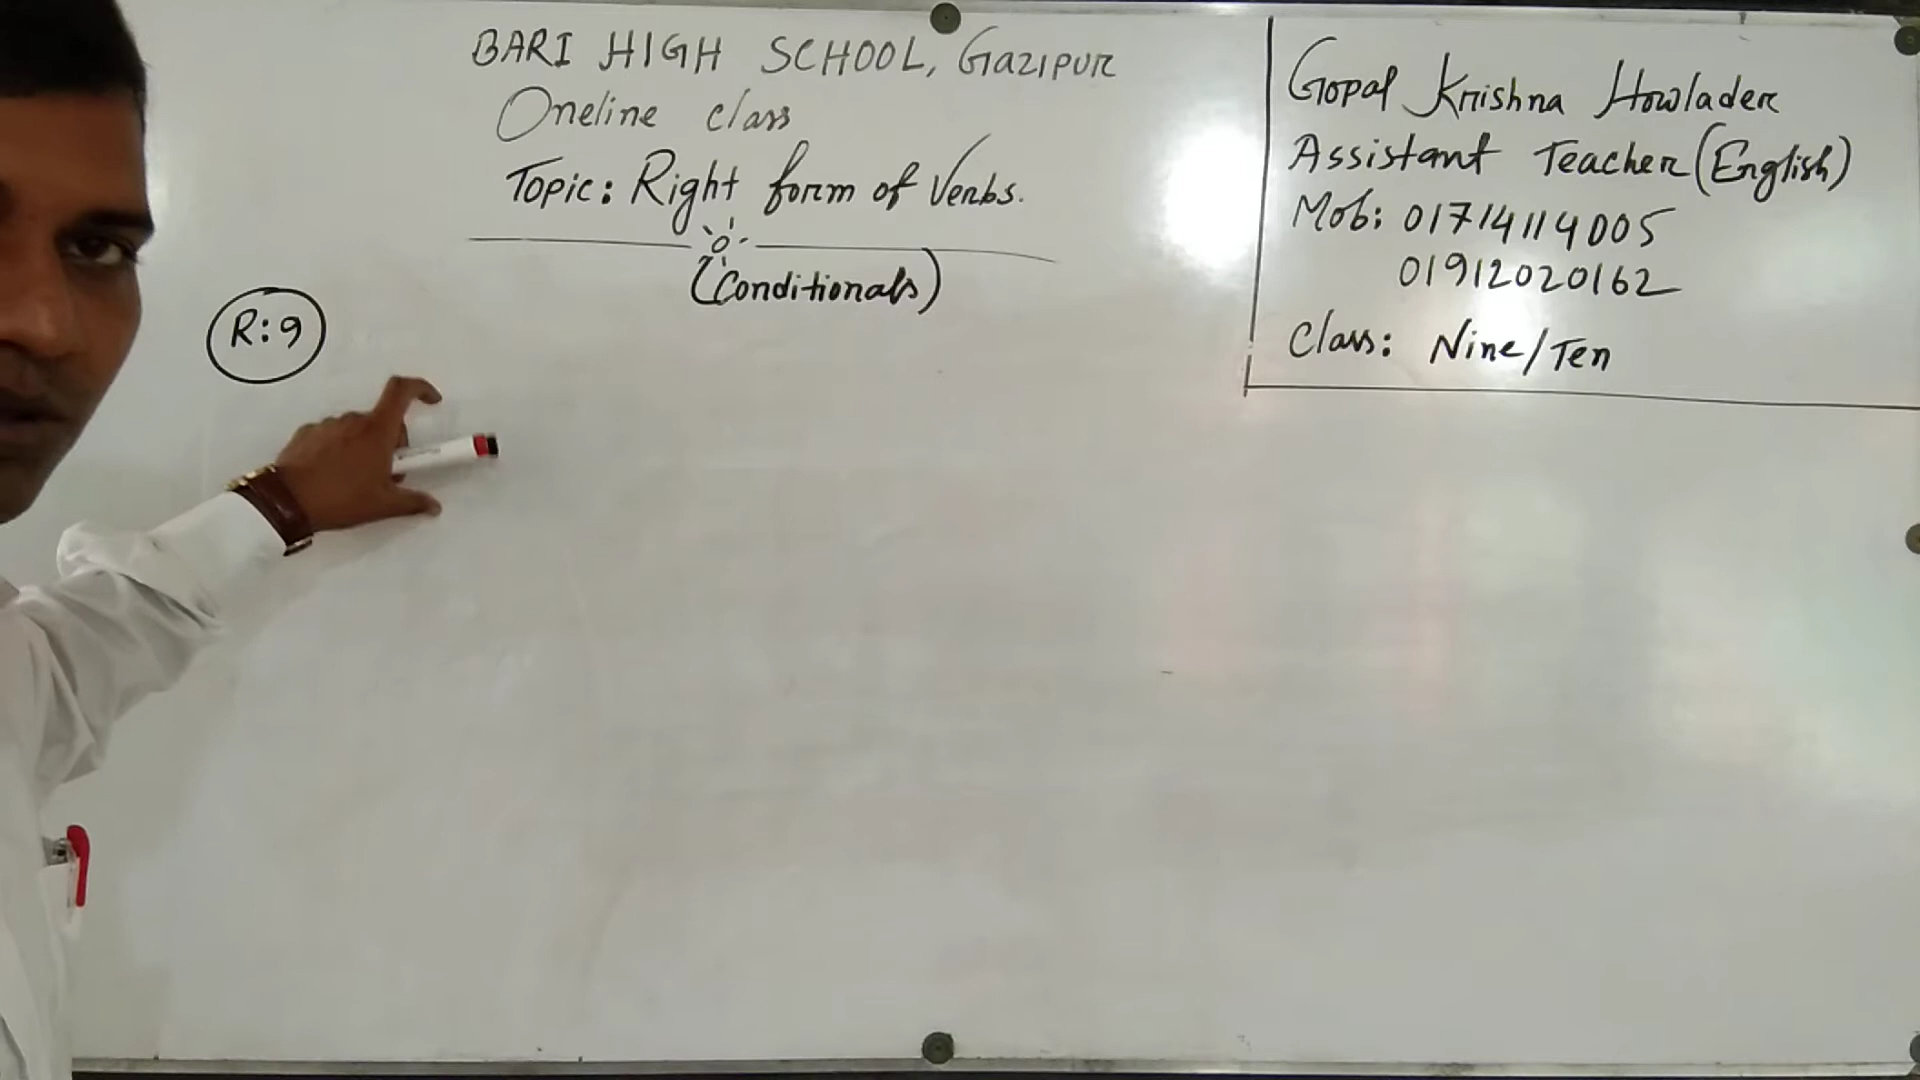 BARI HIGH SCHOOL, Gazipur
Oneline class
Topic: Right form of Verbs.
(Conditionals)
R:9
Gopal Krishna Howlader
Assistant Teacher (English)
Mob: 01714114005
01912020162
Class: Nine/Ten